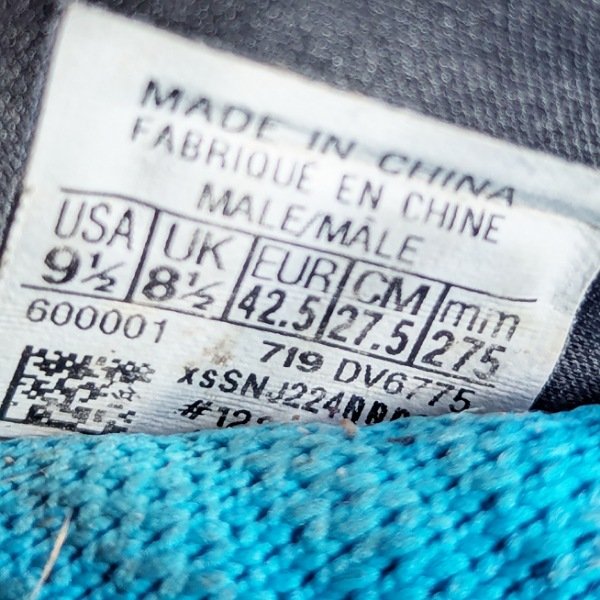 MADE IN CHINA
FABRIQUÉ EN CHINE
MALE/MÂLE
USA UK EUR CM mm
9½ 8½ 42.5 27.5 275
600001 719 DV6775